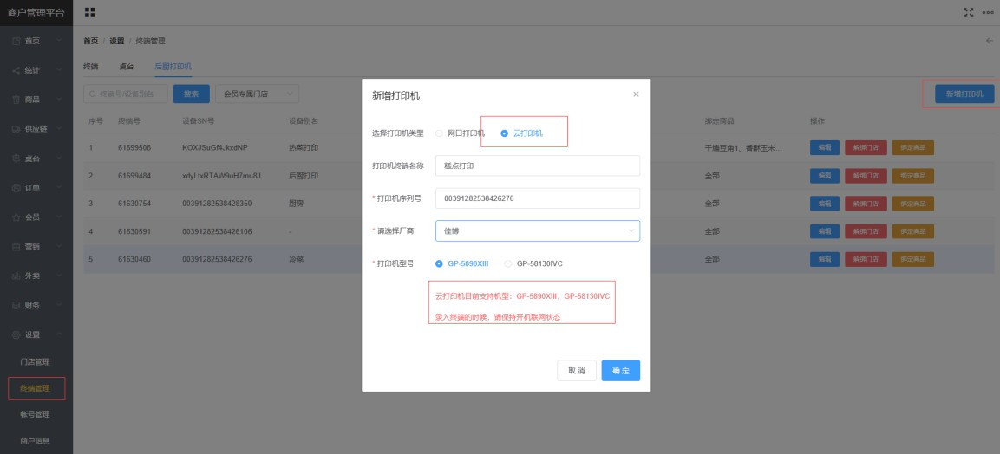 商户管理平台
首页
首页 / 设置 / 终端管理
统计
终端 桌台 后厨打印机
新增打印机
终端号/设备别名 搜索 会员专属门店
新增打印机
商品
序号 终端号 设备SN号 设备别名 绑定商品 操作
供应链
选择打印机类型 网口打印机 云打印机
1 61699508 KOXJSuGf4JkxdNP 热菜打印 干煸豆角1，香酥玉米... 编辑 解绑门店 绑定商品
桌台
打印机终端名称 糕点打印
2 61699484 xdyLtxRTAW9uH7mu8J 后厨打印 全部 编辑 解绑门店 绑定商品
订单
* 打印机序列号 00391282538426276
3 61630754 00391282538428350 厨房 全部 编辑 解绑门店 绑定商品
会员
* 请选择厂商 佳博
4 61630591 00391282538426106 - 全部 编辑 解绑门店 绑定商品
营销
* 打印机型号 GP-5890XIII GP-58130IVC
5 61630460 00391282538426276 冷菜 全部 编辑 解绑门店 绑定商品
外卖
云打印机目前支持机型：GP-5890XIII、GP-58130IVC
财务
录入终端的时候，请保持开机联网状态
设置
门店管理
取消 确定
终端管理
帐号管理
商户信息